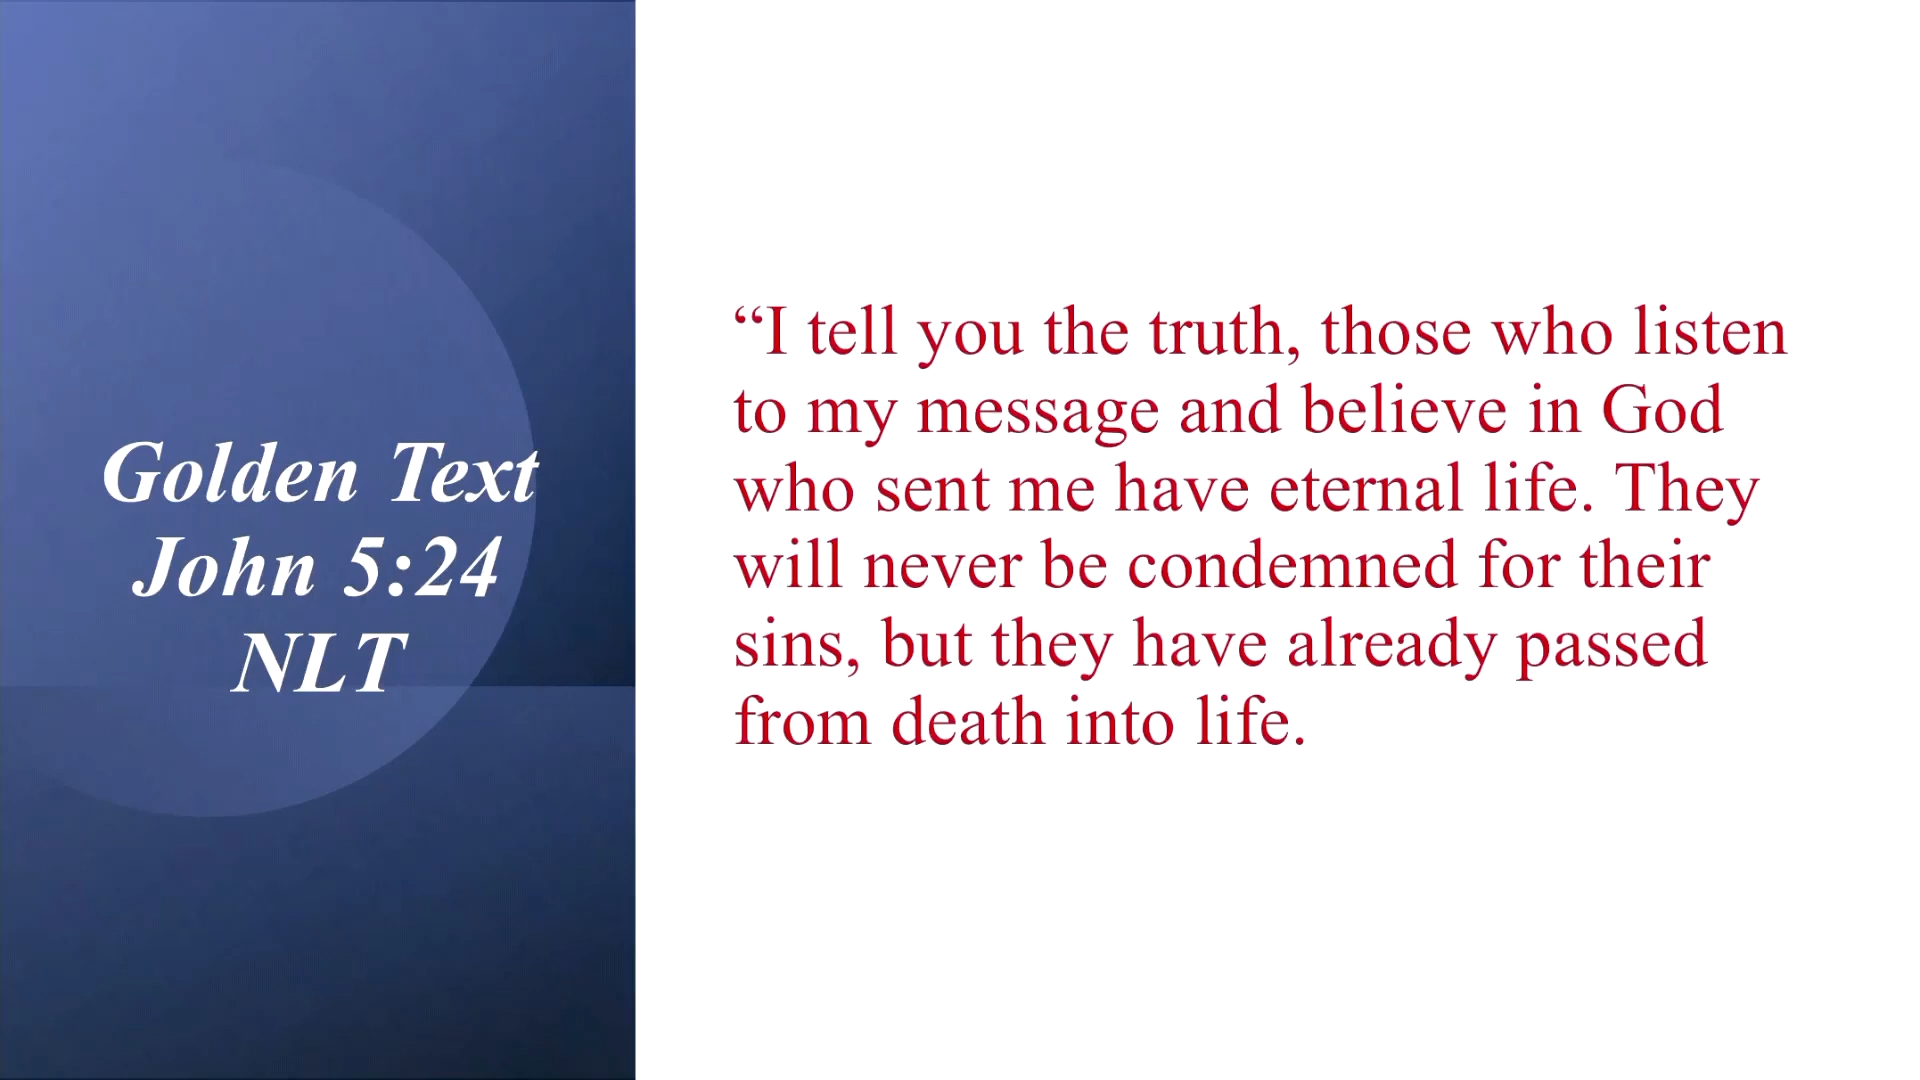 Golden Text
John 5:24
NLT
“I tell you the truth, those who listen
to my message and believe in God
who sent me have eternal life. They
will never be condemned for their
sins, but they have already passed
from death into life.